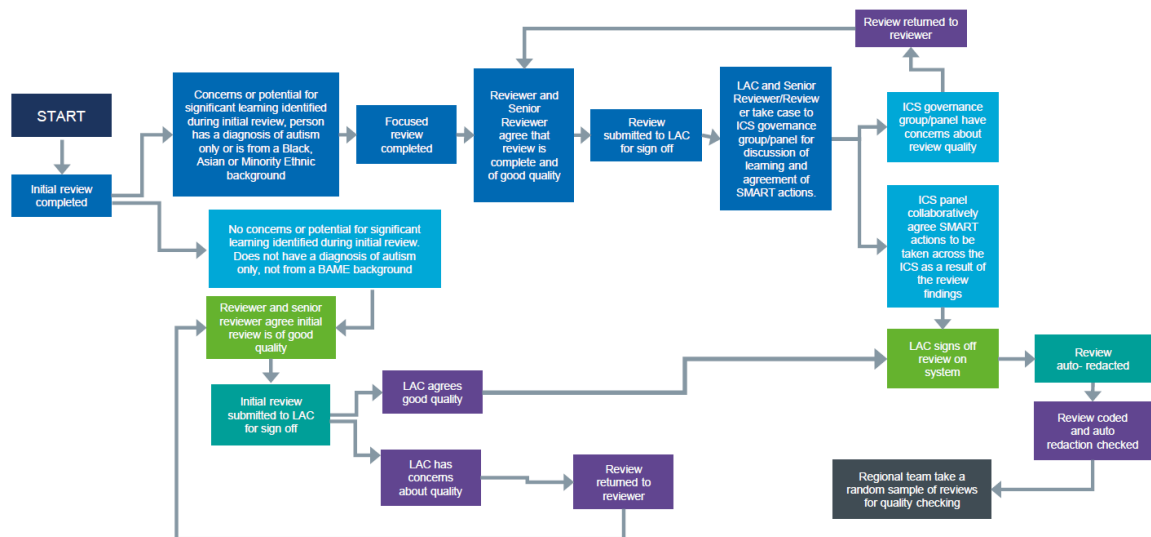 START
Initial review
completed
Concerns or potential for
significant learning identified
during initial review, person
has a diagnosis of autism
only or is from a Black,
Asian or Minority Ethnic
background
Focused
review
completed
Reviewer and
Senior
Reviewer
agree that
review is
complete and
of good quality
Review
submitted to LAC
for sign off
LAC and Senior
Reviewer/Review
er take case to
ICS governance
group/panel for
discussion of
learning and
agreement of
SMART actions.
Review returned to
reviewer
ICS governance
group/panel have
concerns about
review quality
ICS panel
collaboratively
agree SMART
actions to be
taken across the
ICS as a result of
the review
findings
No concerns or potential for significant
learning identified during initial review.
Does not have a diagnosis of autism
only, not from a BAME background
Reviewer and senior
reviewer agree initial
review is of good
quality
Initial review
submitted to LAC
for sign off
LAC agrees
good quality
LAC has
concerns
about quality
Review
returned to
reviewer
LAC signs off
review on
system
Review
auto- redacted
Review coded
and auto
redaction checked
Regional team take a
random sample of reviews
for quality checking